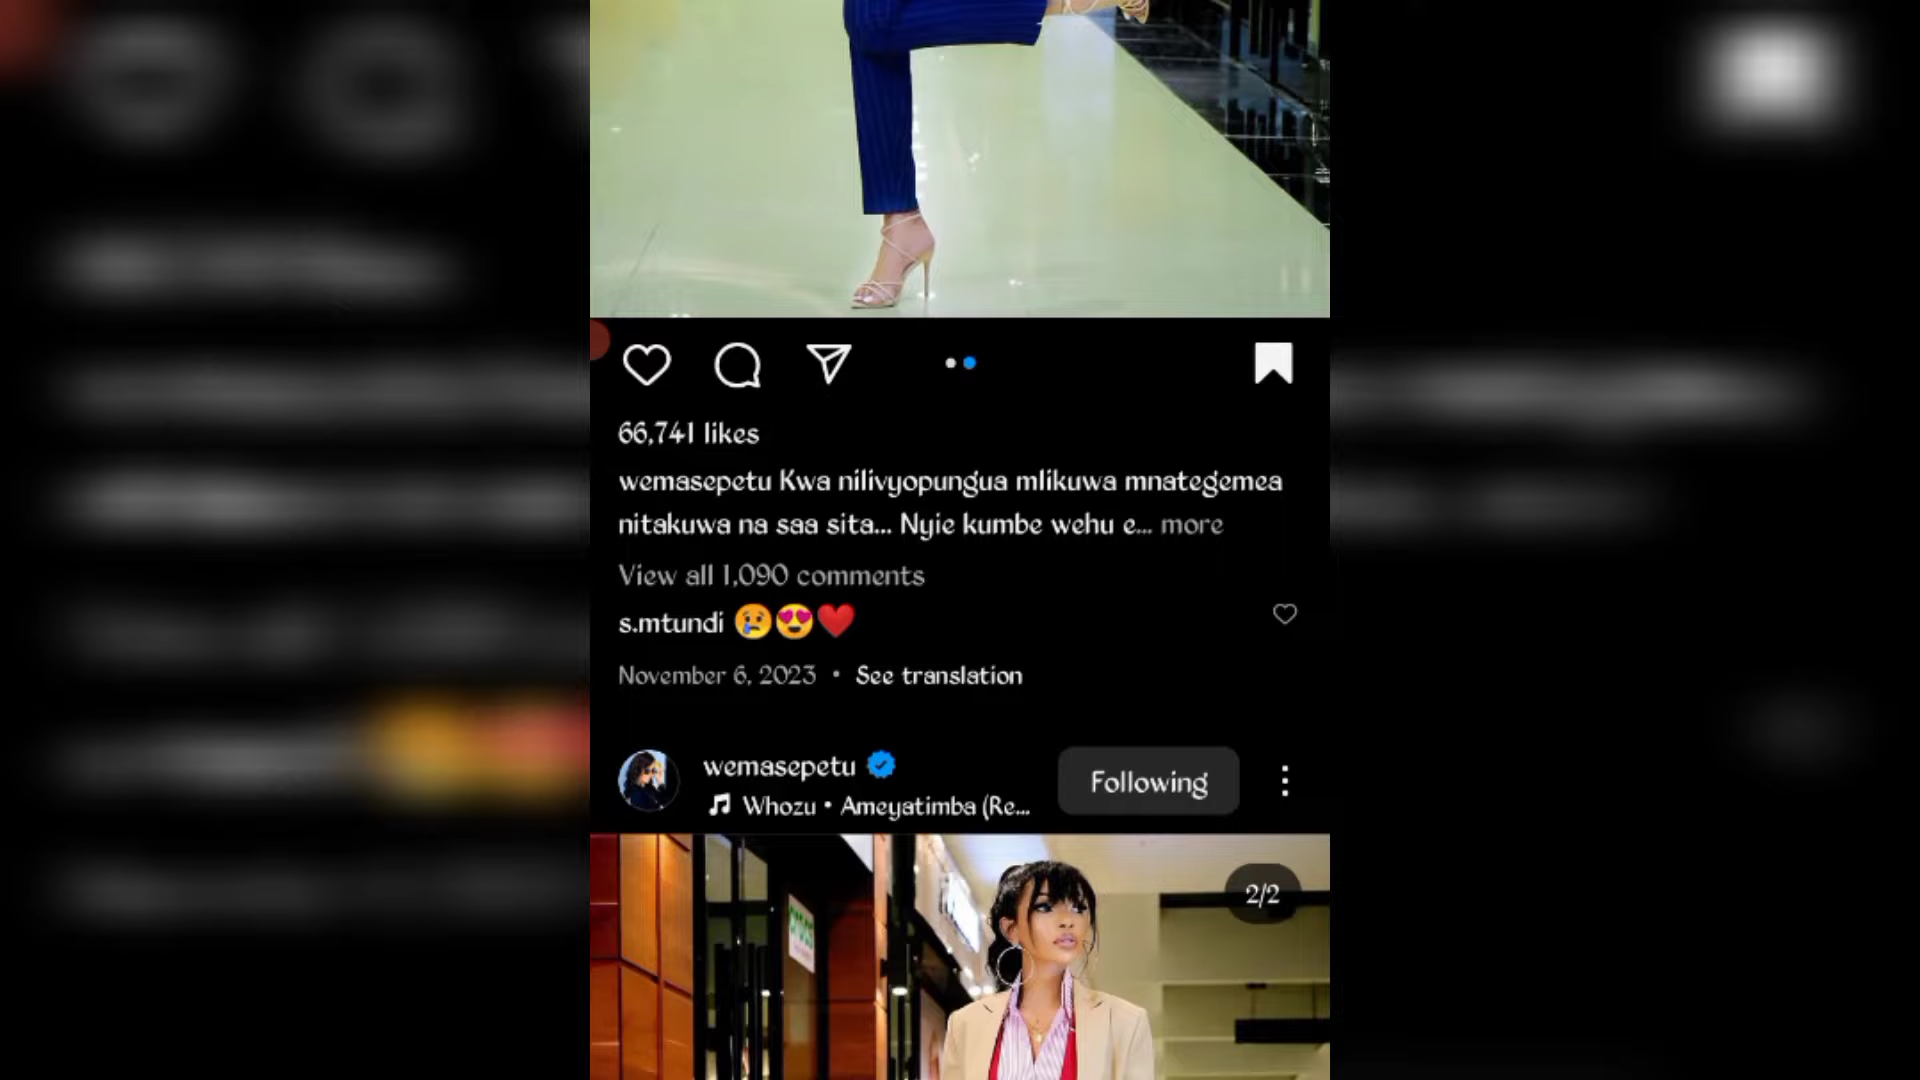 66,741 likes
wemasepetu Kwa nilivyopungua mlikuwa mnategemea
nitakuwa na saa sita... Nyie kumbe wehu e... more
View all 1,090 comments
s.mtundi 😢😍❤️
November 6, 2023 • See translation
wemasepetu
Following
Whozu • Ameyatimba (Re...
2/2
crocs